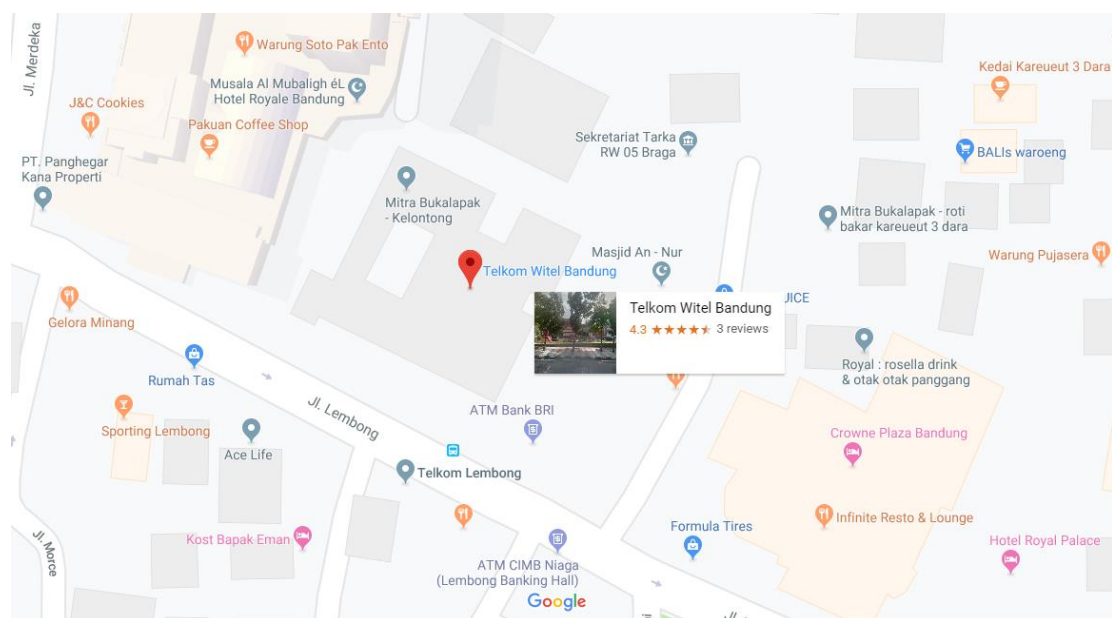 Jl. Merdeka
Warung Soto Pak Ento
Kedai Kareueut 3 Dara
Musala Al Mubaligh éL
Hotel Royale Bandung
J&C Cookies
Pakuan Coffee Shop
Sekretariat Tarka
RW 05 Braga
BALIs waroeng
PT. Panghegar
Kana Properti
Mitra Bukalapak
- Kelontong
Mitra Bukalapak - roti
bakar kareueut 3 dara
Masjid An - Nur
Warung Pujasera
Telkom Witel Bandung
JICE
Telkom Witel Bandung
4.3 3 reviews
Gelora Minang
Royal : rosella drink
& otak otak panggang
Rumah Tas
Jl. Lembong
ATM Bank BRI
Sporting Lembong
Crowne Plaza Bandung
Ace Life
Telkom Lembong
Infinite Resto & Lounge
Formula Tires
Jl. Morce
Kost Bapak Eman
Hotel Royal Palace
ATM CIMB Niaga
(Lembong Banking Hall)
Google